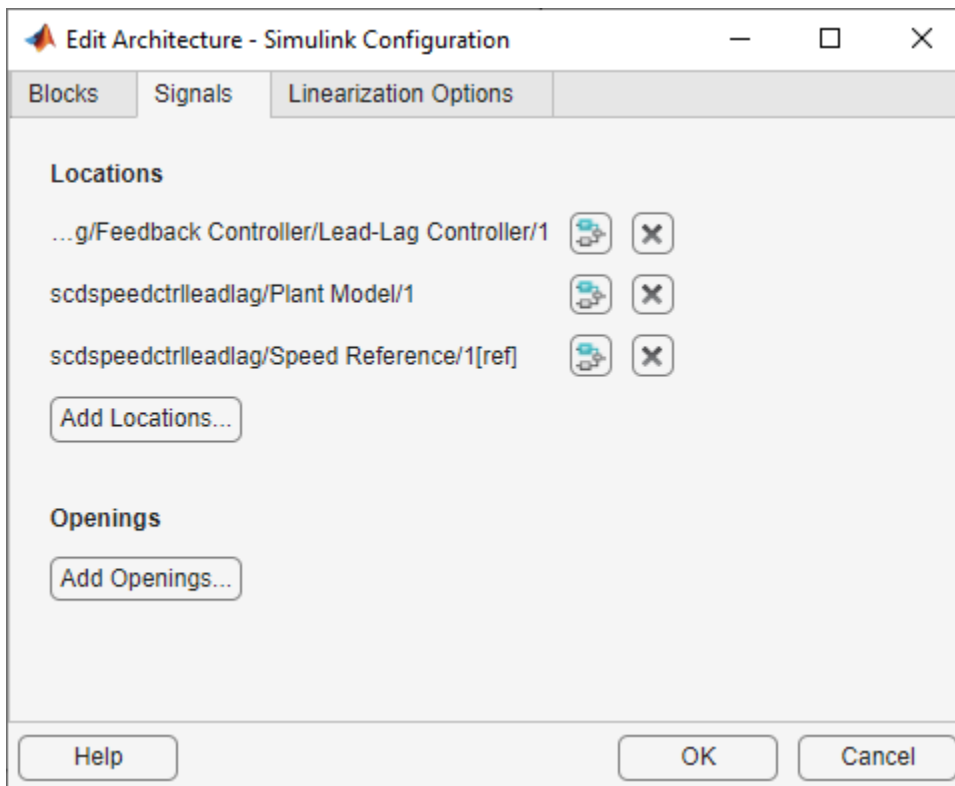 Edit Architecture - Simulink Configuration
Blocks Signals Linearization Options
Locations
...g/Feedback Controller/Lead-Lag Controller/1
scdspeedctrlleadlag/Plant Model/1
scdspeedctrlleadlag/Speed Reference/1[ref]
Add Locations...
Openings
Add Openings...
Help OK Cancel